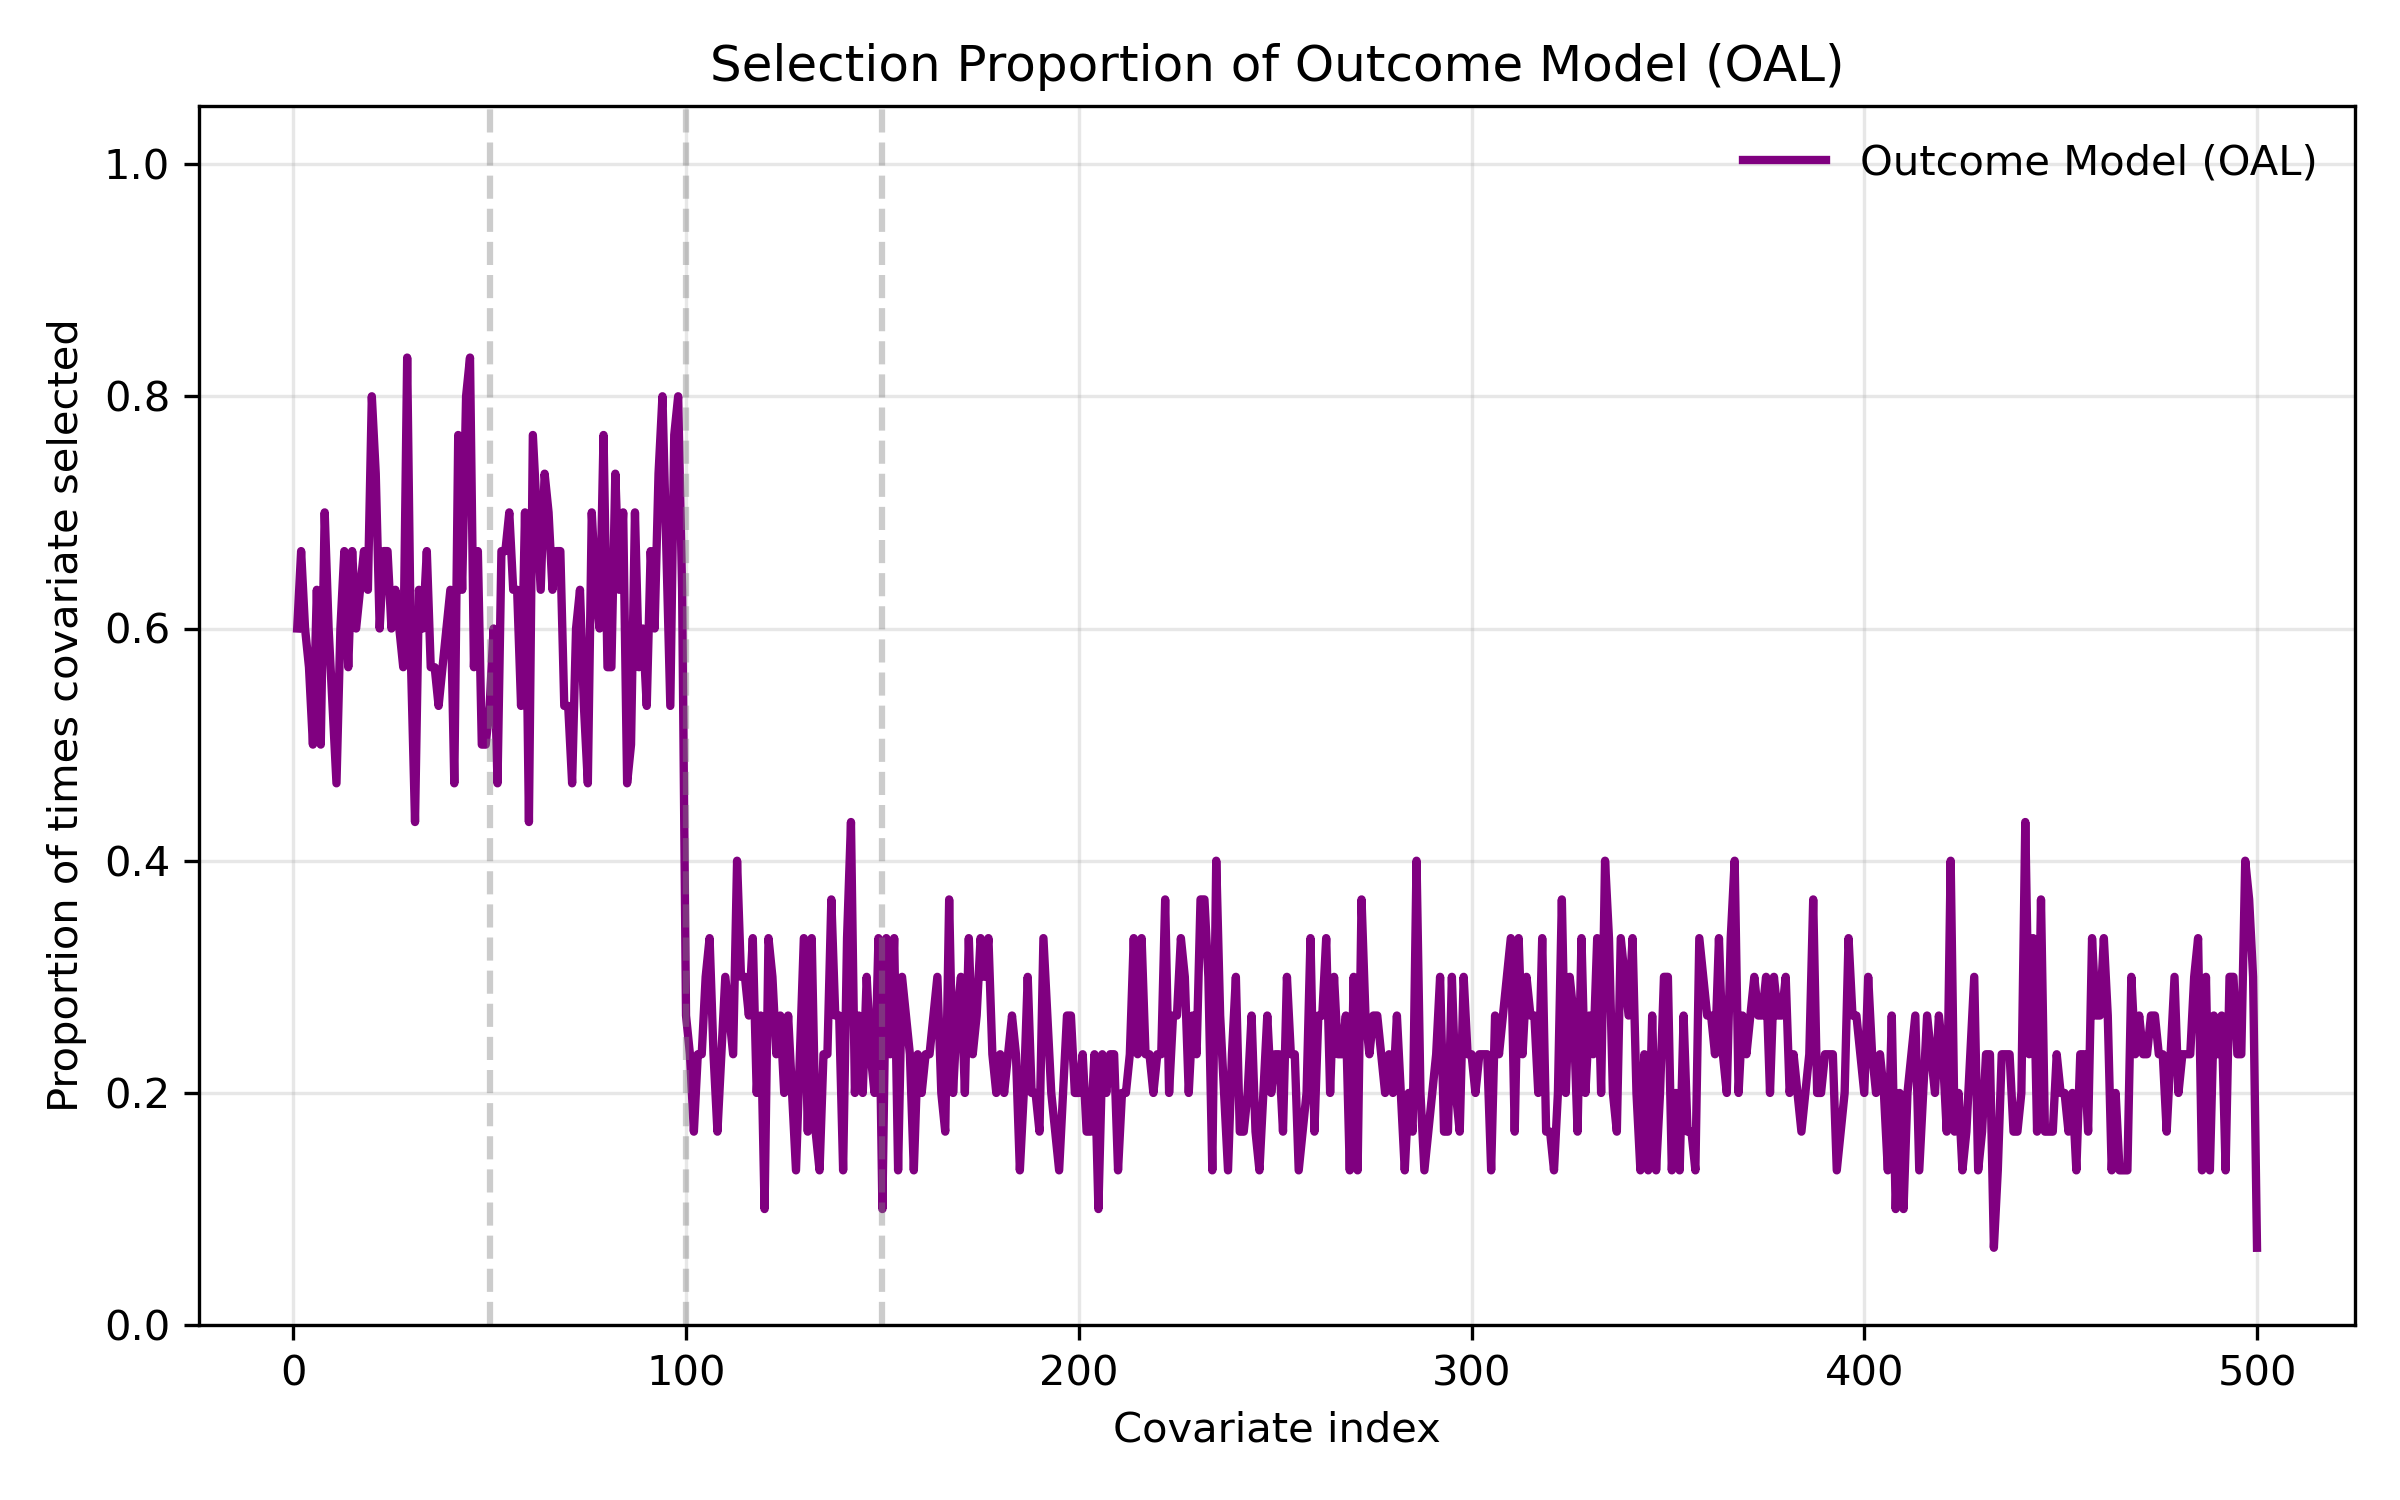 Selection Proportion of Outcome Model (OAL)
Outcome Model (OAL)
Proportion of times covariate selected
1.0
0.8
0.6
0.4
0.2
0.0
0 100 200 300 400 500
Covariate index